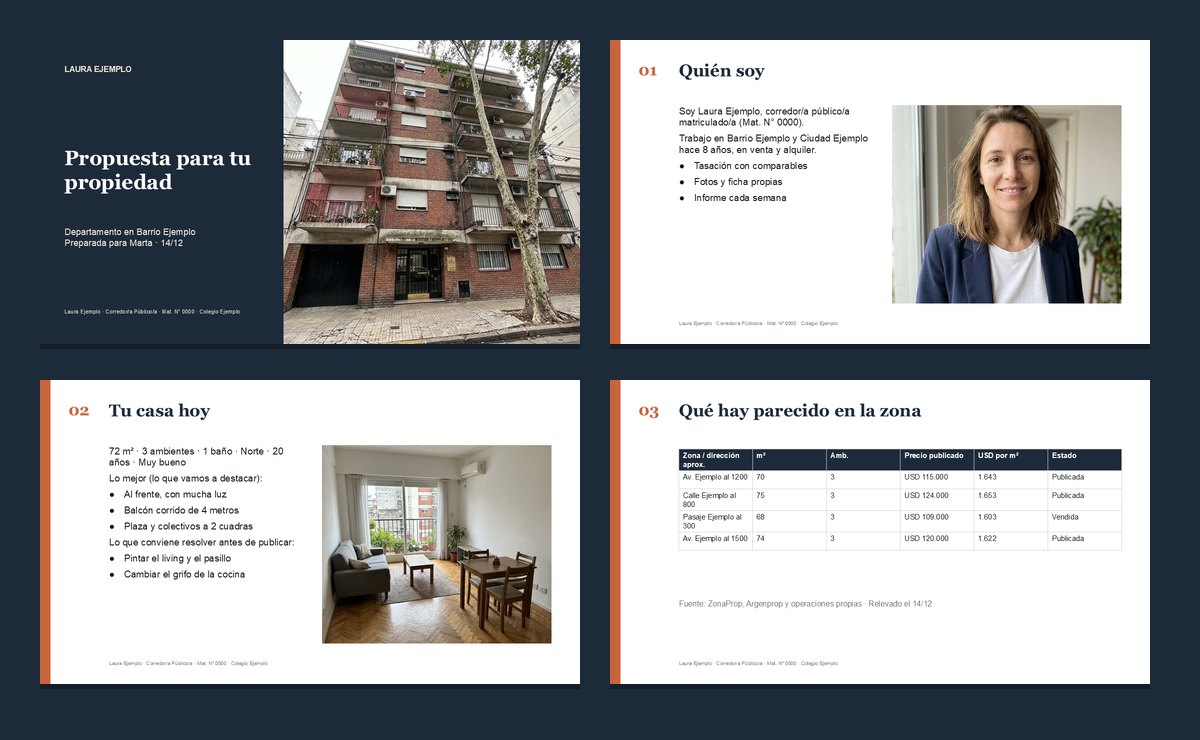 LAURA EJEMPLO
Propuesta para tu
propiedad
Departamento en Barrio Ejemplo
Preparada para Marta · 14/12
Laura Ejemplo · Corredor/a Público/a · Mat. N° 0000 · Colegio Ejemplo
01 Quién soy
Soy Laura Ejemplo, corredor/a público/a
matriculado/a (Mat. N° 0000).
Trabajo en Barrio Ejemplo y Ciudad Ejemplo
hace 8 años, en venta y alquiler.
● Tasación con comparables
● Fotos y ficha propias
● Informe cada semana
Laura Ejemplo · Corredor/a Público/a · Mat. N° 0000 · Colegio Ejemplo
02 Tu casa hoy
72 m² · 3 ambientes · 1 baño · Norte · 20
años · Muy bueno
Lo mejor (lo que vamos a destacar):
● Al frente, con mucha luz
● Balcón corrido de 4 metros
● Plaza y colectivos a 2 cuadras
Lo que conviene resolver antes de publicar:
● Pintar el living y el pasillo
● Cambiar el grifo de la cocina
Laura Ejemplo · Corredor/a Público/a · Mat. N° 0000 · Colegio Ejemplo
03 Qué hay parecido en la zona
Zona / dirección aprox. m² Amb. Precio publicado USD por m² Estado
Av. Ejemplo al 1200 70 3 USD 115.000 1.643 Publicada
Calle Ejemplo al 800 75 3 USD 124.000 1.653 Publicada
Pasaje Ejemplo al 300 68 3 USD 109.000 1.603 Vendida
Av. Ejemplo al 1500 74 3 USD 120.000 1.622 Publicada
Fuente: ZonaProp, Argenprop y operaciones propias · Relevado el 14/12
Laura Ejemplo · Corredor/a Público/a · Mat. N° 0000 · Colegio Ejemplo